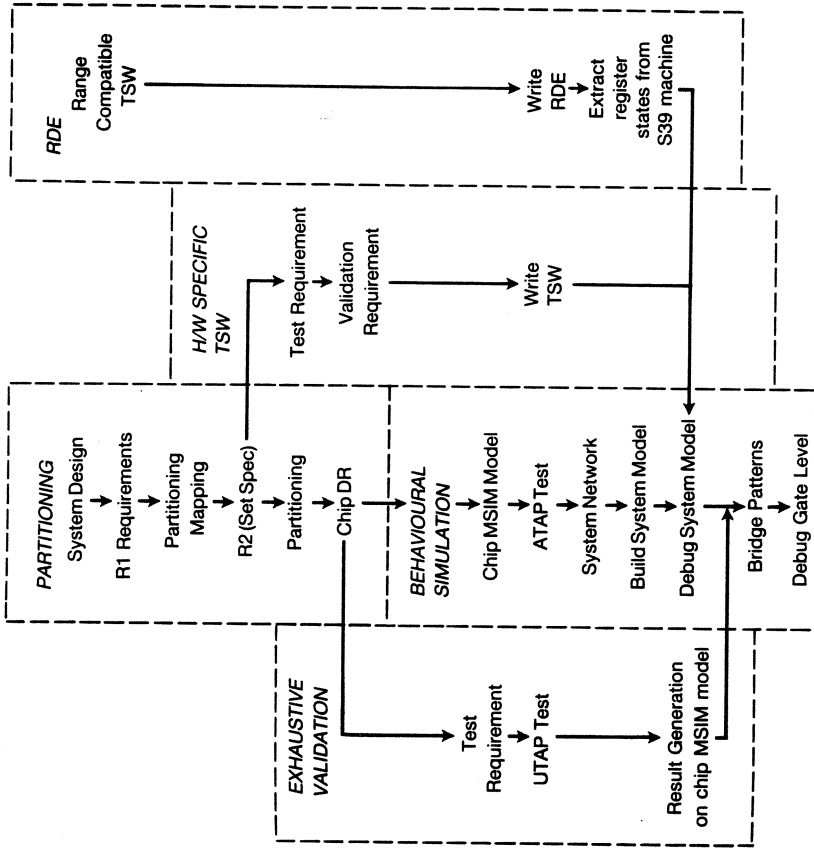 RDE
Range
Compatible
TSW
Write
RDE
Extract
register
states from
S39 machine
H/W SPECIFIC
TSW
Test Requirement
Validation
Requirement
Write
TSW
PARTITIONING
System Design
R1 Requirements
Partitioning
Mapping
R2 (Set Spec)
Partitioning
Chip DR
BEHAVIOURAL
SIMULATION
Chip MSIM Model
ATAP Test
System Network
Build System Model
Debug System Model
Bridge Patterns
Debug Gate Level
EXHAUSTIVE
VALIDATION
Test
Requirement
UTAP Test
Result Generation
on chip MSIM model